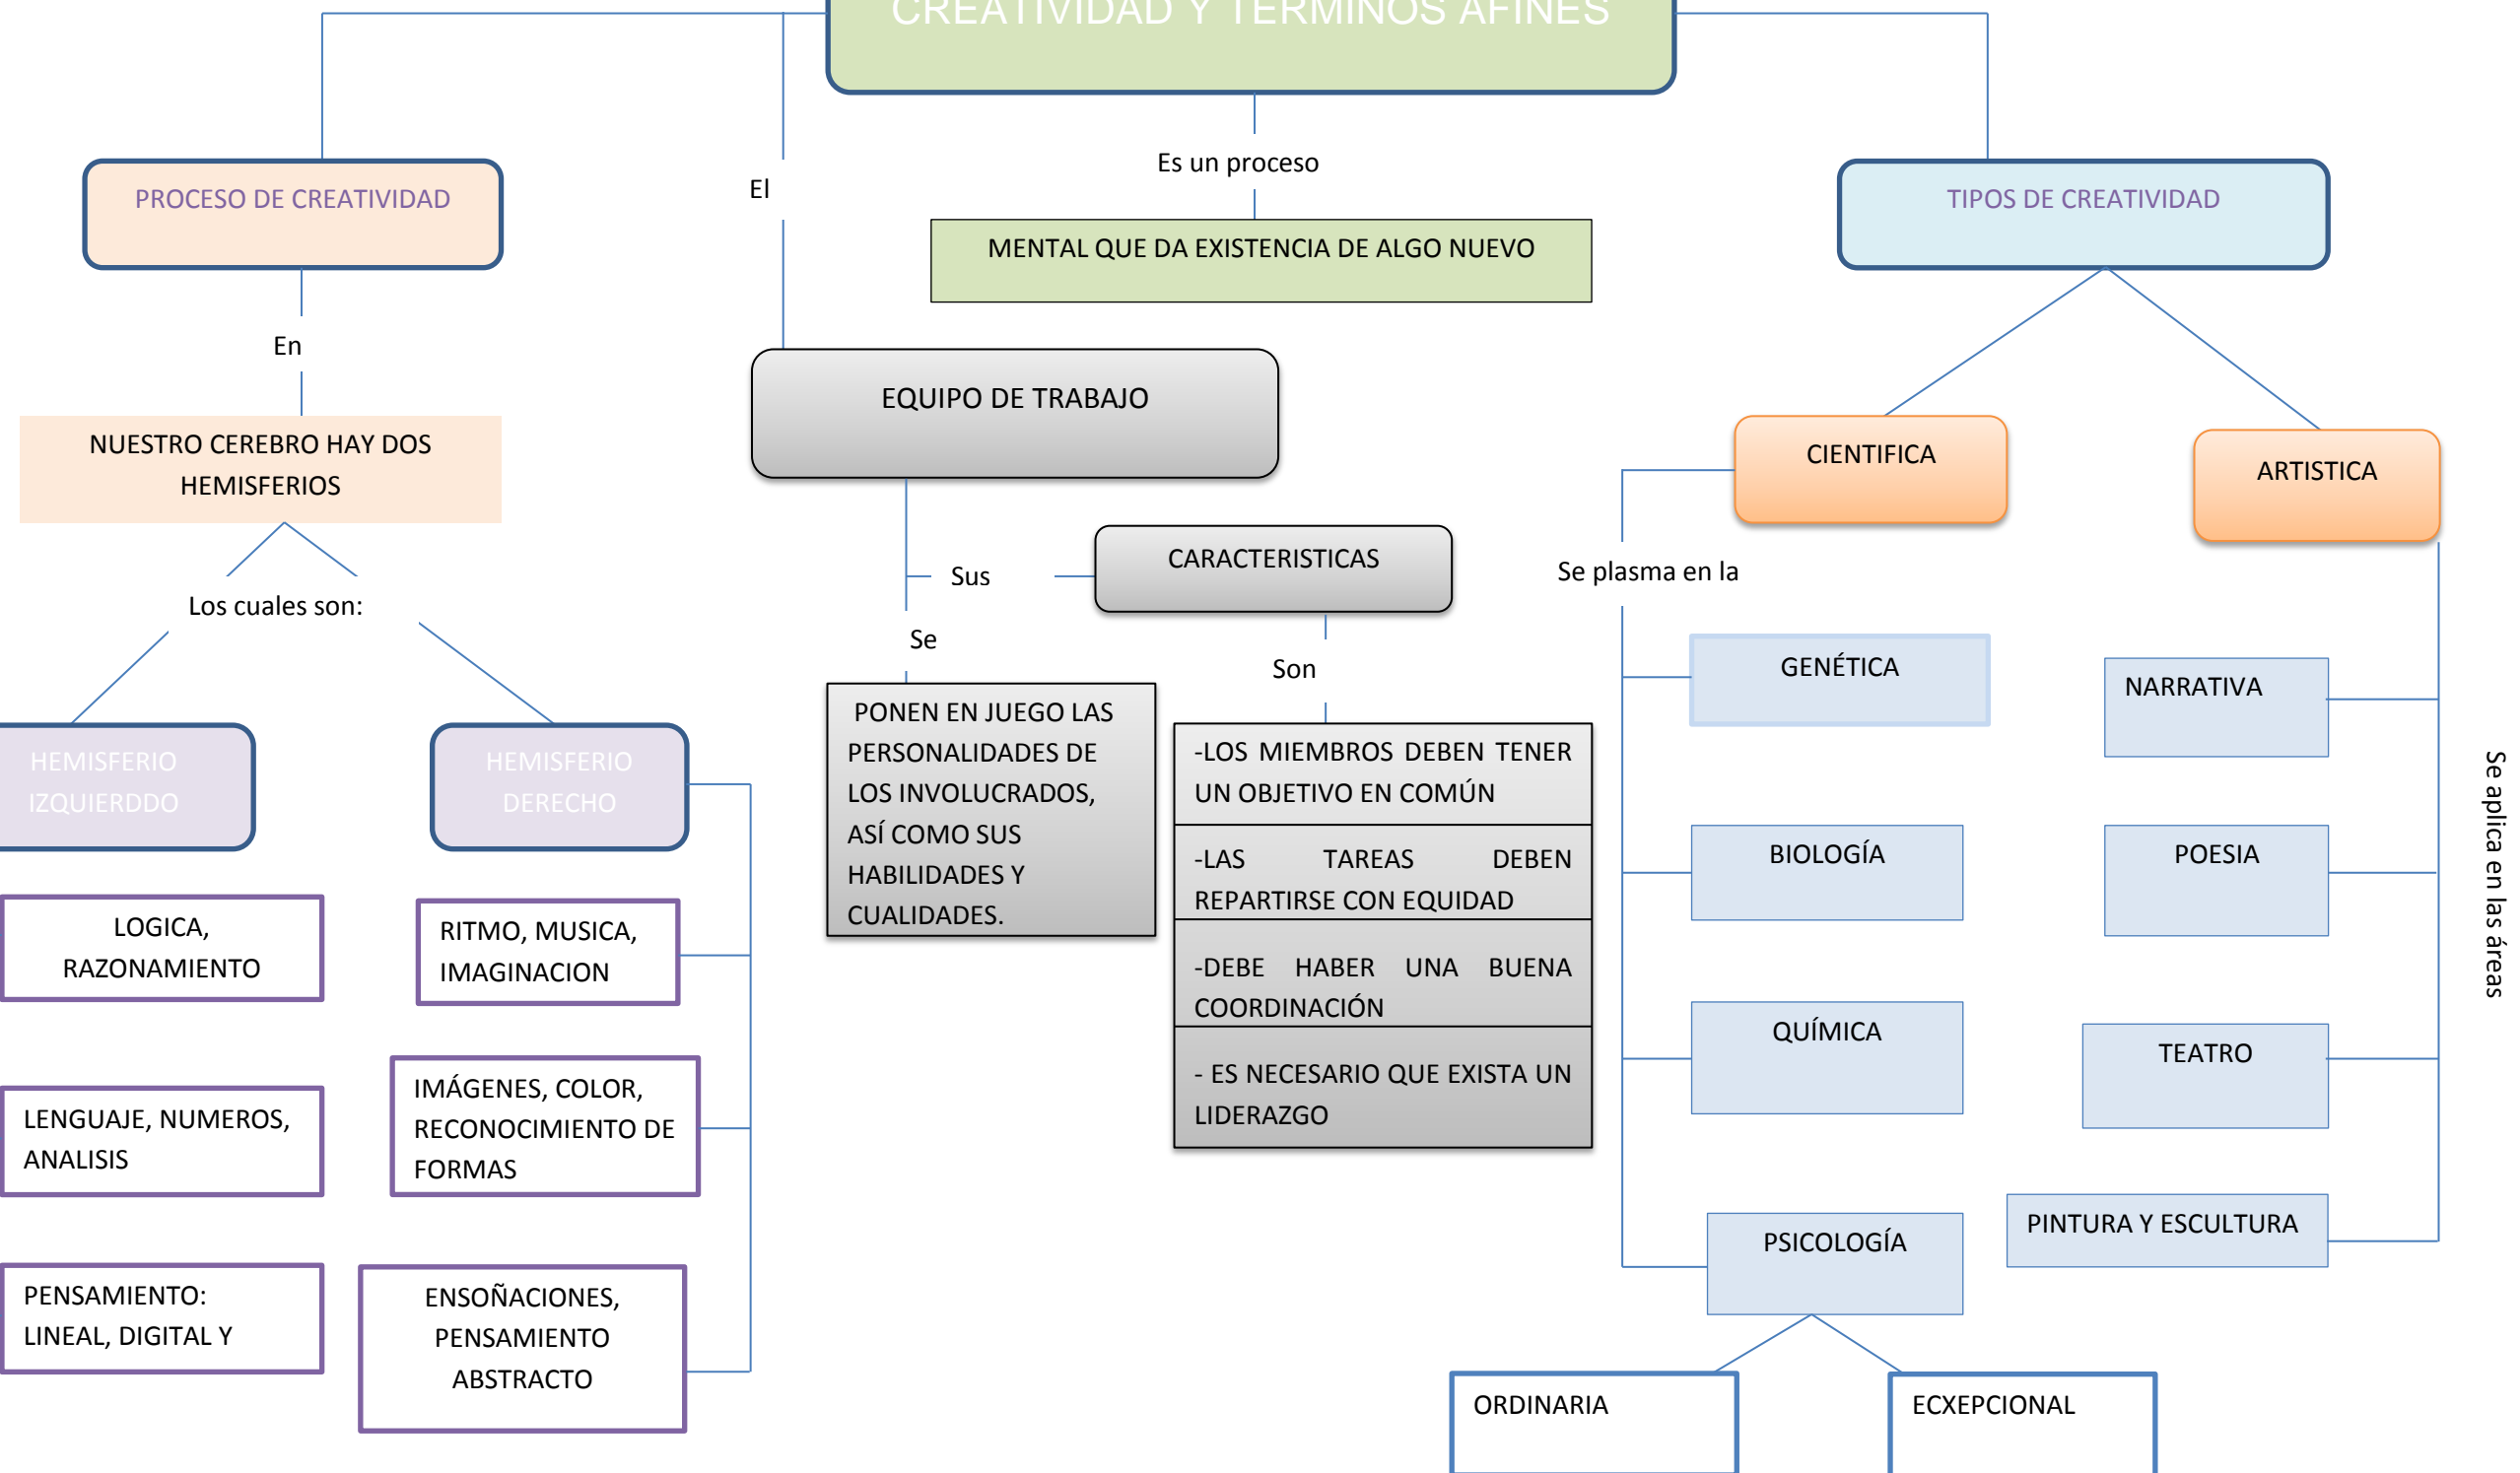 CREATIVIDAD Y TERMINOS AFINES
PROCESO DE CREATIVIDAD
El
Es un proceso
TIPOS DE CREATIVIDAD
MENTAL QUE DA EXISTENCIA DE ALGO NUEVO
En
NUESTRO CEREBRO HAY DOS
HEMISFERIOS
Los cuales son:
HEMISFERIO
IZQUIERDDO
LOGICA,
RAZONAMIENTO
LENGUAJE, NUMEROS,
ANALISIS
PENSAMIENTO:
LINEAL, DIGITAL Y
HEMISFERIO
DERECHO
RITMO, MUSICA,
IMAGINACION
IMÁGENES, COLOR,
RECONOCIMIENTO DE
FORMAS
ENSOÑACIONES,
PENSAMIENTO
ABSTRACTO
EQUIPO DE TRABAJO
Sus
CARACTERISTICAS
Se
PONEN EN JUEGO LAS
PERSONALIDADES DE
LOS INVOLUCRADOS,
ASÍ COMO SUS
HABILIDADES Y
CUALIDADES.
Son
-LOS MIEMBROS DEBEN TENER
UN OBJETIVO EN COMÚN
-LAS TAREAS DEBEN
REPARTIRSE CON EQUIDAD
-DEBE HABER UNA BUENA
COORDINACIÓN
- ES NECESARIO QUE EXISTA UN
LIDERAZGO
CIENTIFICA
Se plasma en la
GENÉTICA
BIOLOGÍA
QUÍMICA
PSICOLOGÍA
ORDINARIA
ECXEPCIONAL
ARTISTICA
Se aplica en las áreas
NARRATIVA
POESIA
TEATRO
PINTURA Y ESCULTURA